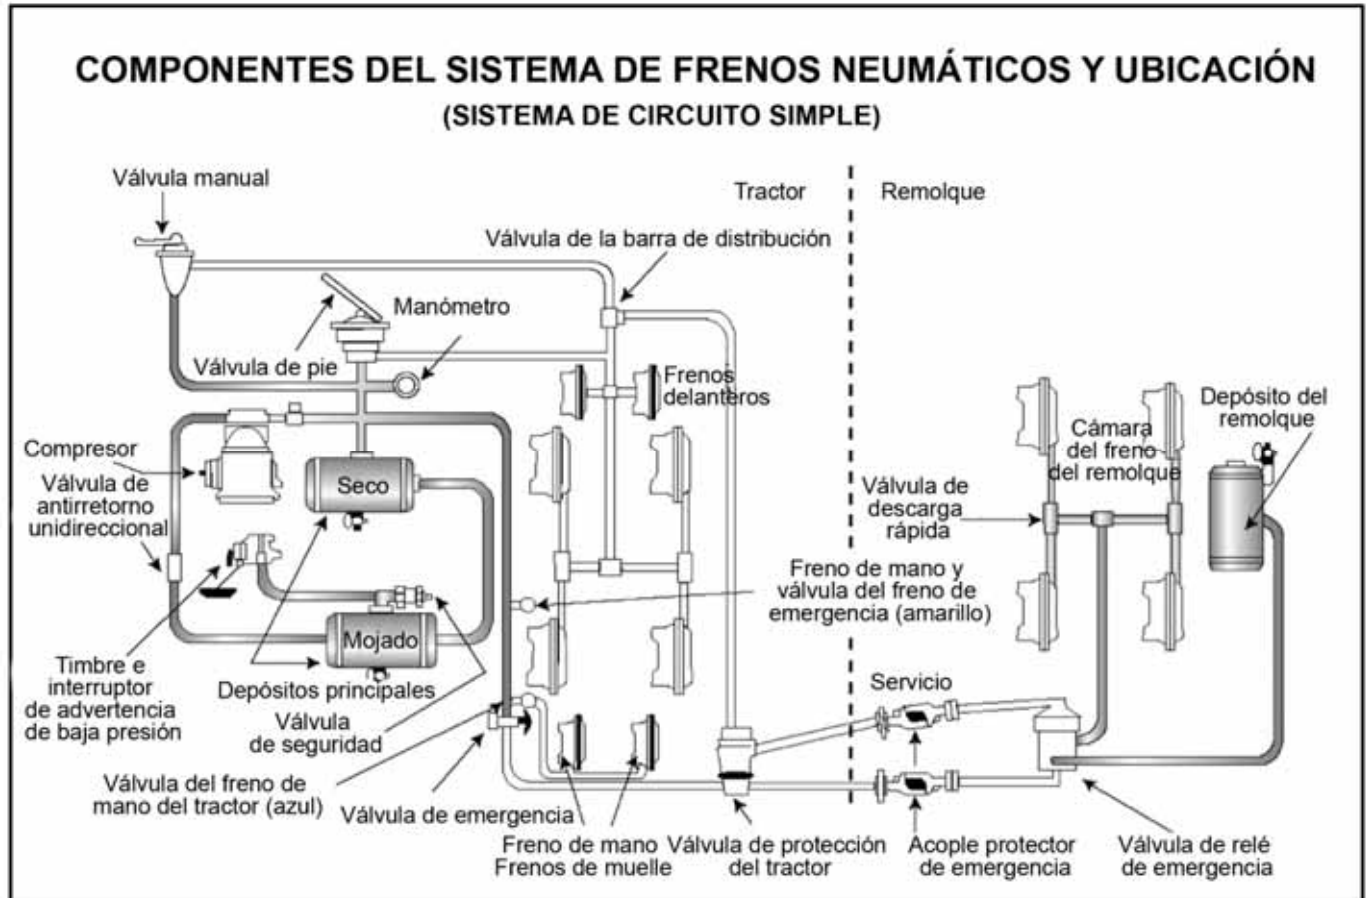 COMPONENTES DEL SISTEMA DE FRENOS NEUMÁTICOS Y UBICACIÓN
(SISTEMA DE CIRCUITO SIMPLE)
Válvula manual
Tractor
Remolque
Válvula de la barra de distribución
Manómetro
Válvula de pie
Frenos
delanteros
Depósito del
remolque
Cámara
del freno
del remolque
Compresor
Válvula de
antirretorno
unidireccional
Seco
Válvula de
descarga
rápida
Freno de mano y
válvula del freno de
emergencia (amarillo)
Mojado
Timbre e
interruptor
de advertencia
de baja presión
Depósitos principales
Válvula
de seguridad
Servicio
Válvula del freno de
mano del tractor (azul)
Válvula de emergencia
Freno de mano
Frenos de muelle
Válvula de protección
del tractor
Acople protector
de emergencia
Válvula de relé
de emergencia